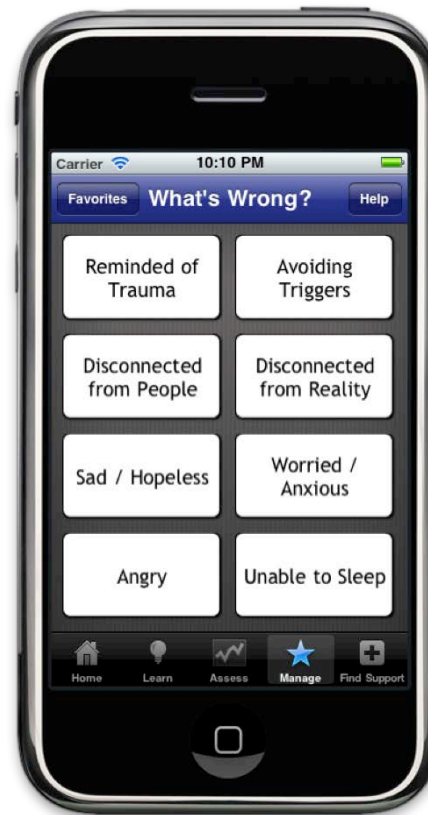 Carrier 10:10 PM
Favorites What's Wrong? Help
Reminded of
Trauma
Avoiding
Triggers
Disconnected
from People
Disconnected
from Reality
Sad / Hopeless
Worried /
Anxious
Angry
Unable to Sleep
Home Learn Assess Manage Find Support